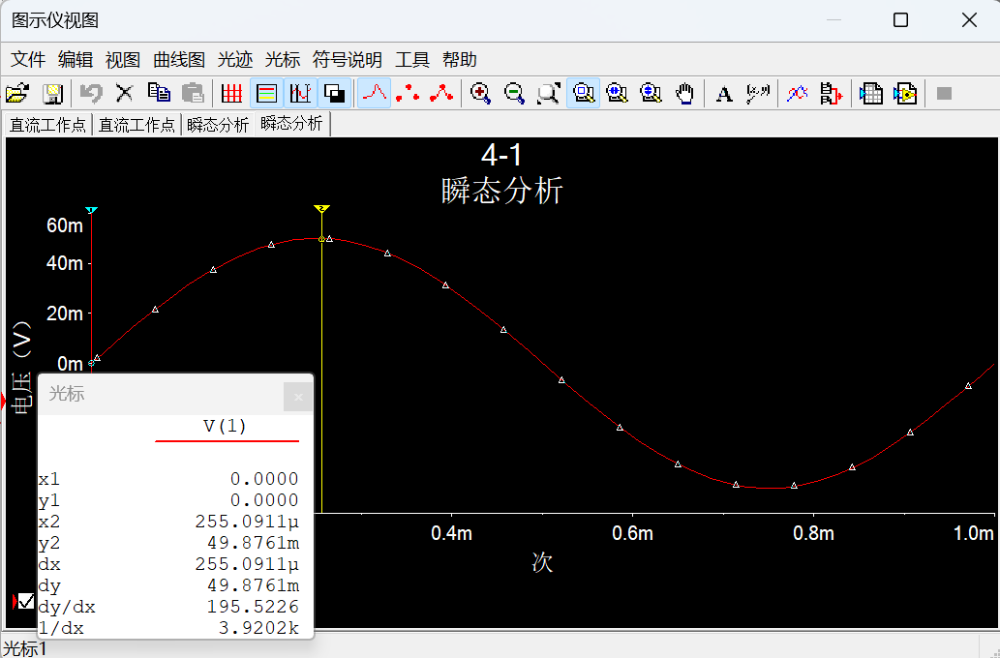 图示仪视图
文件 编辑 视图 曲线图 光迹 光标 符号说明 工具 帮助
直流工作点 直流工作点 瞬态分析 瞬态分析
4-1
瞬态分析
60m
40m
20m
0m
电压（V）
0.4m 0.6m 0.8m 1.0m
次
光标
V(1)
x1 0.0000
y1 0.0000
x2 255.0911µ
y2 49.8761m
dx 255.0911µ
dy 49.8761m
dy/dx 195.5226
1/dx 3.9202k
光标1